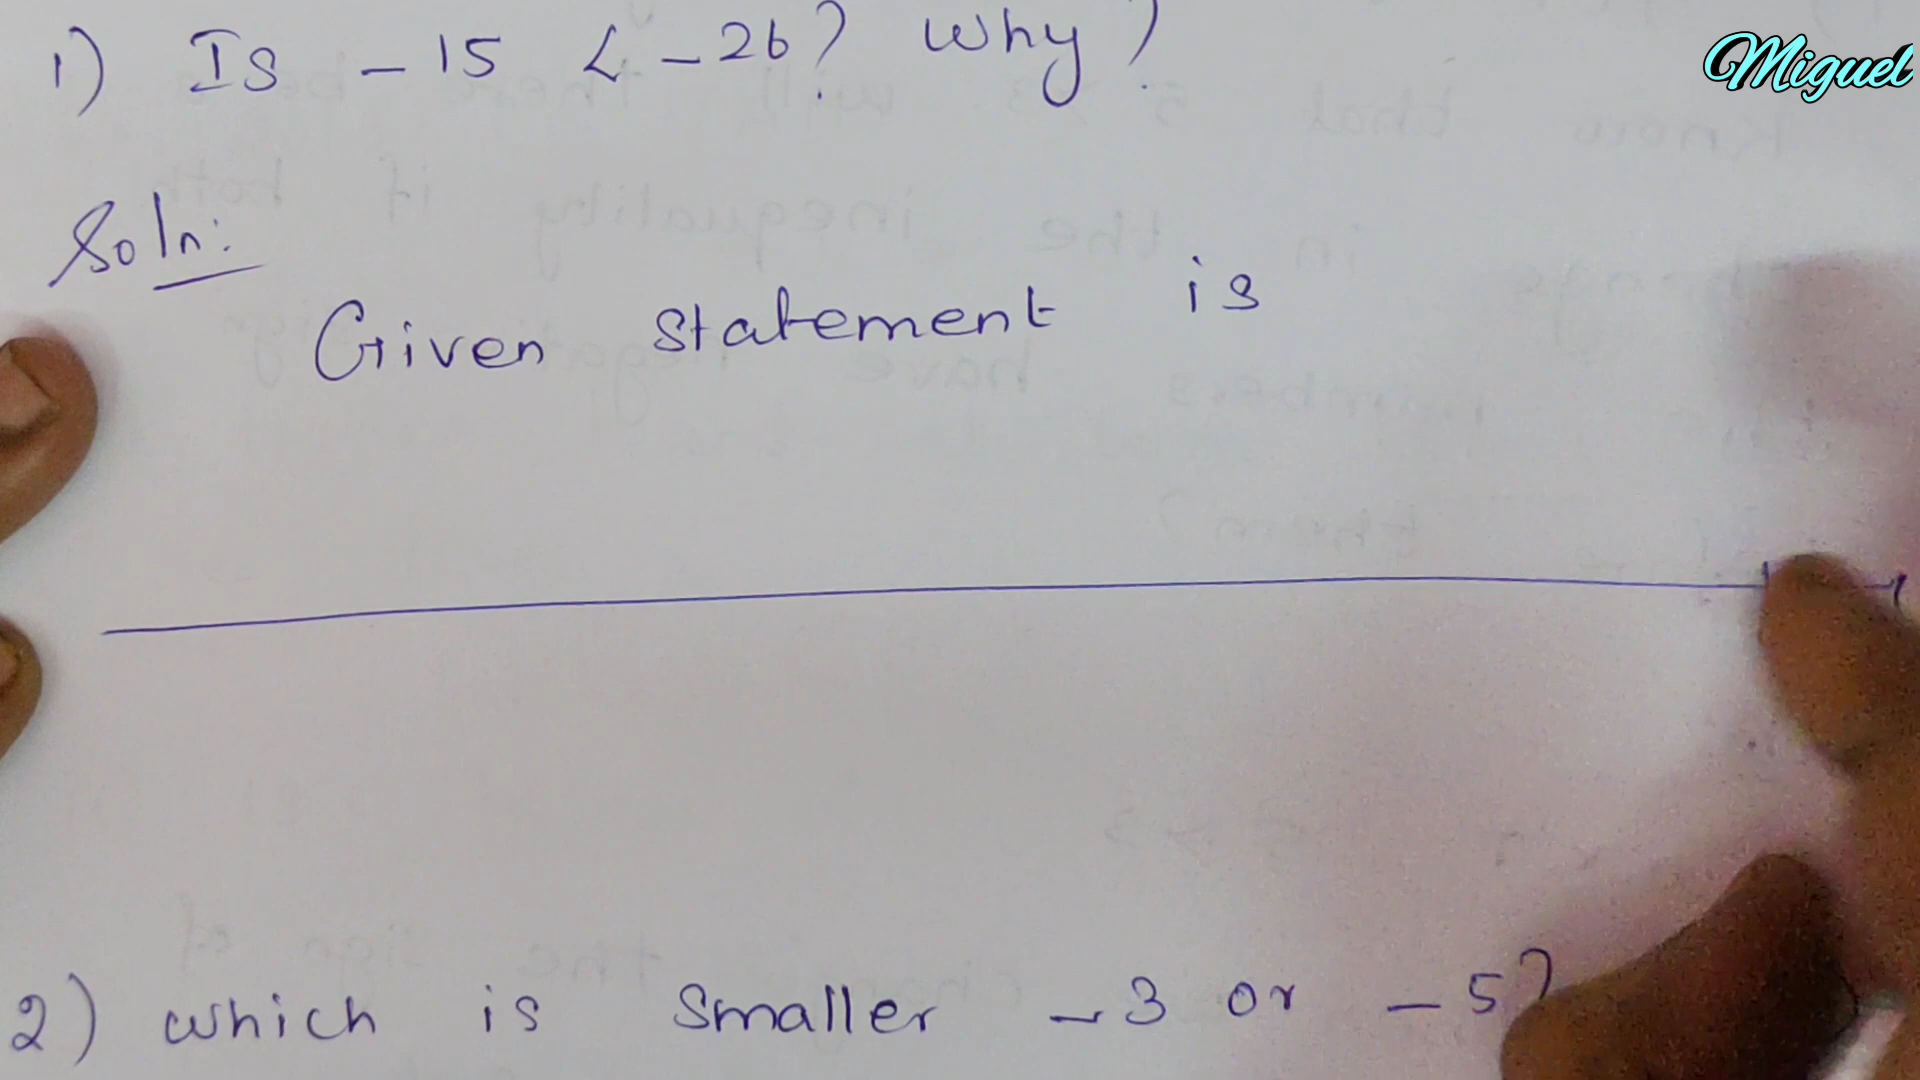 1) Is -15 < -26? Why?
Miguel
Soln:
Given statement is
2) which is smaller -3 or -5?